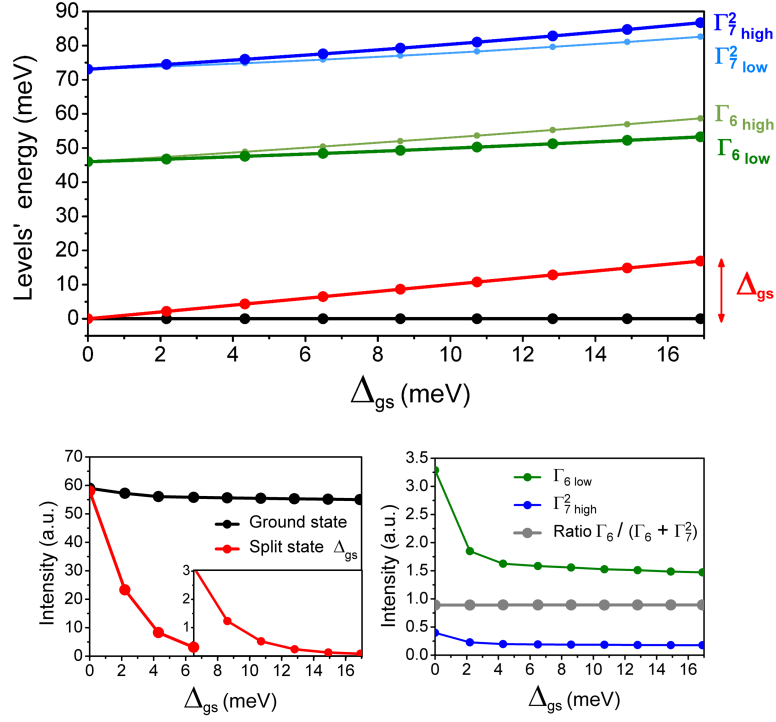 90
80
70
60
50
40
30
20
10
0
Levels' energy (meV)
0 2 4 6 8 10 12 14 16
Δgs (meV)
Γ²7 high
Γ²7 low
Γ6 high
Γ6 low
Δgs
70
60
50
40
30
20
10
0
Intensity (a.u.)
Ground state
Split state Δgs
3
2
1
0
0 2 4 6 8 10 12 14 16
Δgs (meV)
3.5
3.0
2.5
2.0
1.5
1.0
0.5
0.0
Intensity (a.u.)
Γ6 low
Γ²7 high
Ratio Γ6 / (Γ6 + Γ²7)
0 2 4 6 8 10 12 14 16
Δgs (meV)